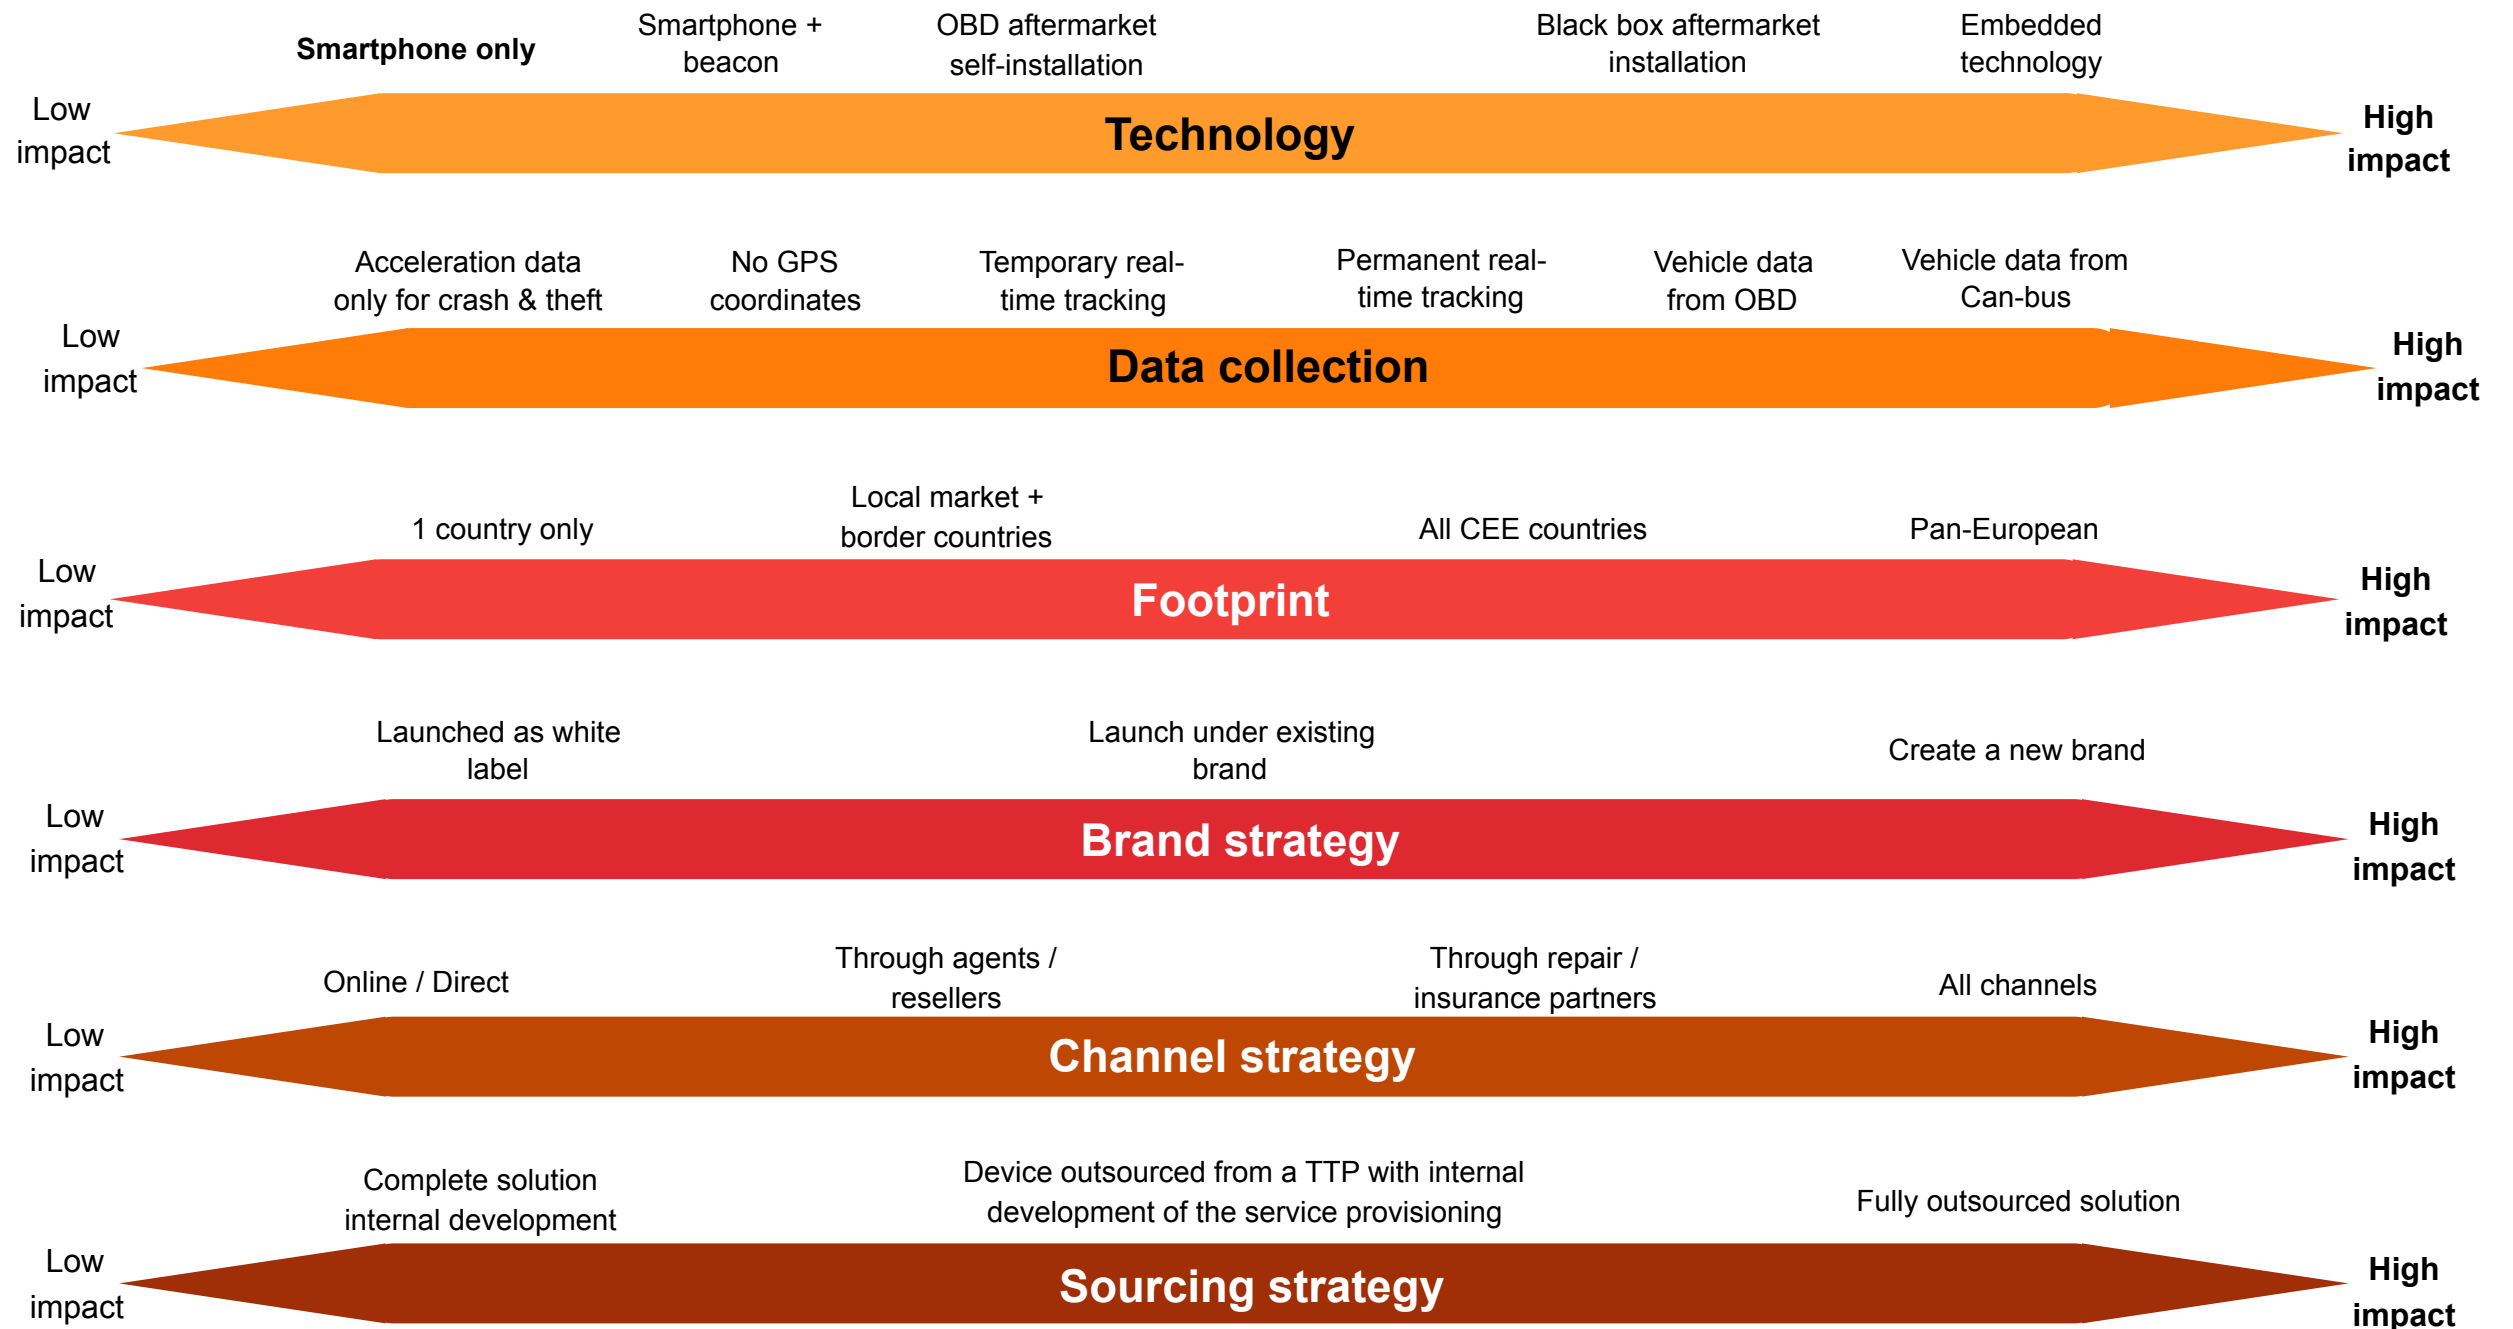 Smartphone only
Smartphone +
beacon
OBD aftermarket
self-installation
Black box aftermarket
installation
Embedded
technology
Low
impact
Technology
High
impact
Acceleration data
only for crash & theft
No GPS
coordinates
Temporary real-
time tracking
Permanent real-
time tracking
Vehicle data
from OBD
Vehicle data from
Can-bus
Low
impact
Data collection
High
impact
1 country only
Local market +
border countries
All CEE countries
Pan-European
Low
impact
Footprint
High
impact
Launched as white
label
Launch under existing
brand
Create a new brand
Low
impact
Brand strategy
High
impact
Online / Direct
Through agents /
resellers
Through repair /
insurance partners
All channels
Low
impact
Channel strategy
High
impact
Complete solution
internal development
Device outsourced from a TTP with internal
development of the service provisioning
Fully outsourced solution
Low
impact
Sourcing strategy
High
impact